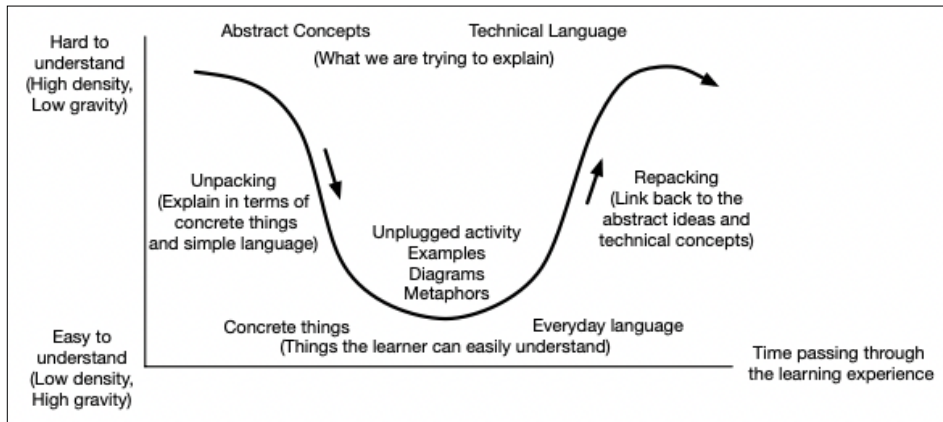 Abstract Concepts
Technical Language
(What we are trying to explain)
Hard to
understand
(High density,
Low gravity)
Unpacking
(Explain in terms of
concrete things
and simple language)
Unplugged activity
Examples
Diagrams
Metaphors
Repacking
(Link back to the
abstract ideas and
technical concepts)
Concrete things
Everyday language
(Things the learner can easily understand)
Easy to
understand
(Low density,
High gravity)
Time passing through
the learning experience